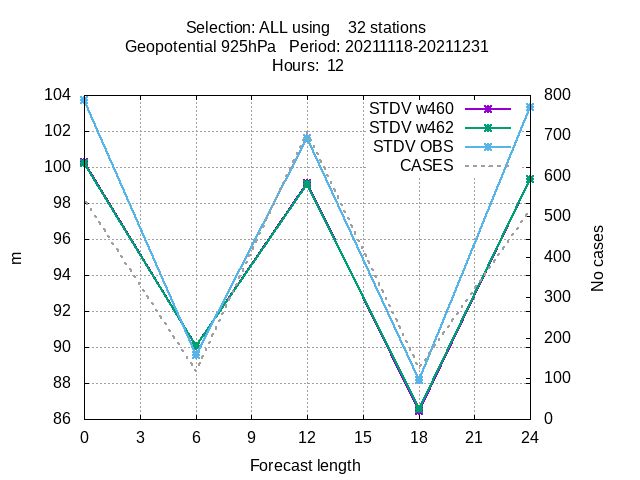 Selection: ALL using    32 stations
Geopotential 925hPa   Period: 20211118-20211231
Hours:  12
104
102
100
98
96
94
92
90
88
86
m
800
700
600
500
400
300
200
100
0
No cases
STDV w460
STDV w462
STDV OBS
CASES
0 3 6 9 12 15 18 21 24
Forecast length